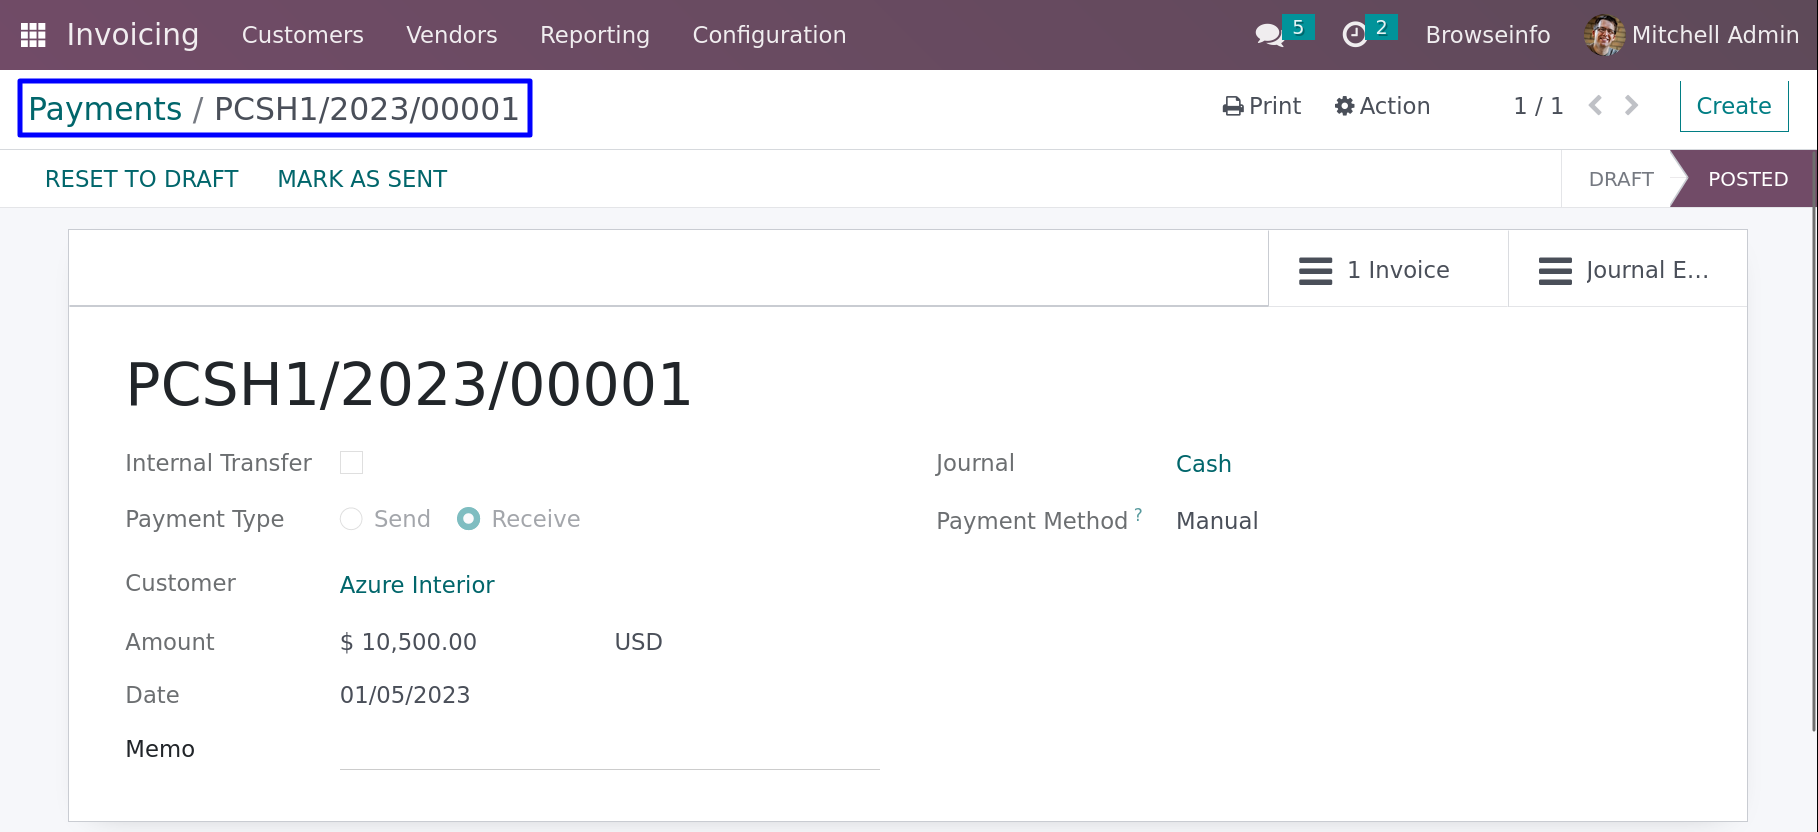 Invoicing Customers Vendors Reporting Configuration 5 2 Browseinfo Mitchell Admin
Payments / PCSH1/2023/00001 Print Action 1 / 1 Create
RESET TO DRAFT MARK AS SENT DRAFT POSTED
1 Invoice Journal E...
PCSH1/2023/00001
Internal Transfer Journal Cash
Payment Type Send Receive Payment Method ? Manual
Customer Azure Interior
Amount $ 10,500.00 USD
Date 01/05/2023
Memo